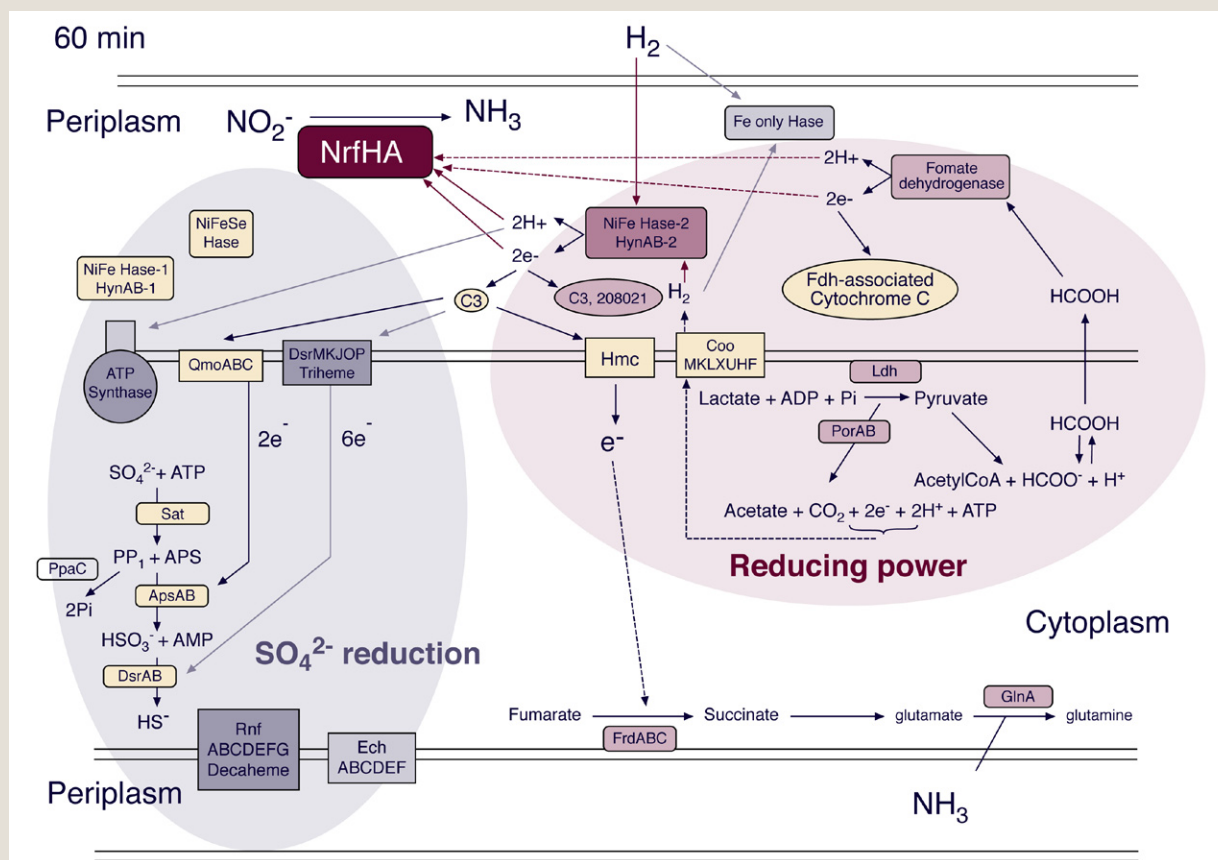 60 min
H2
Periplasm
NO2-
NH3
Fe only Hase
NrfHA
2H+
Fomate
dehydrogenase
2e-
NiFeSe
Hase
NiFe Hase-2
HynAB-2
2H+
2e-
NiFe Hase-1
HynAB-1
C3
C3, 208021
H2
Fdh-associated
Cytochrome C
HCOOH
ATP
Synthase
QmoABC
DsrMKJOP
Triheme
Hmc
Coo
MKLXUHF
Ldh
Lactate + ADP + Pi
Pyruvate
PorAB
2e-
6e-
e-
HCOOH
SO42- + ATP
AcetylCoA + HCOO- + H+
Sat
Acetate + CO2 + 2e- + 2H+ + ATP
PP1 + APS
PpaC
Reducing power
ApsAB
2Pi
HSO3- + AMP
SO42- reduction
Cytoplasm
DsrAB
HS-
Fumarate
Succinate
glutamate
GlnA
glutamine
FrdABC
Rnf
ABCDEFG
Decaheme
Ech
ABCDEF
Periplasm
NH3